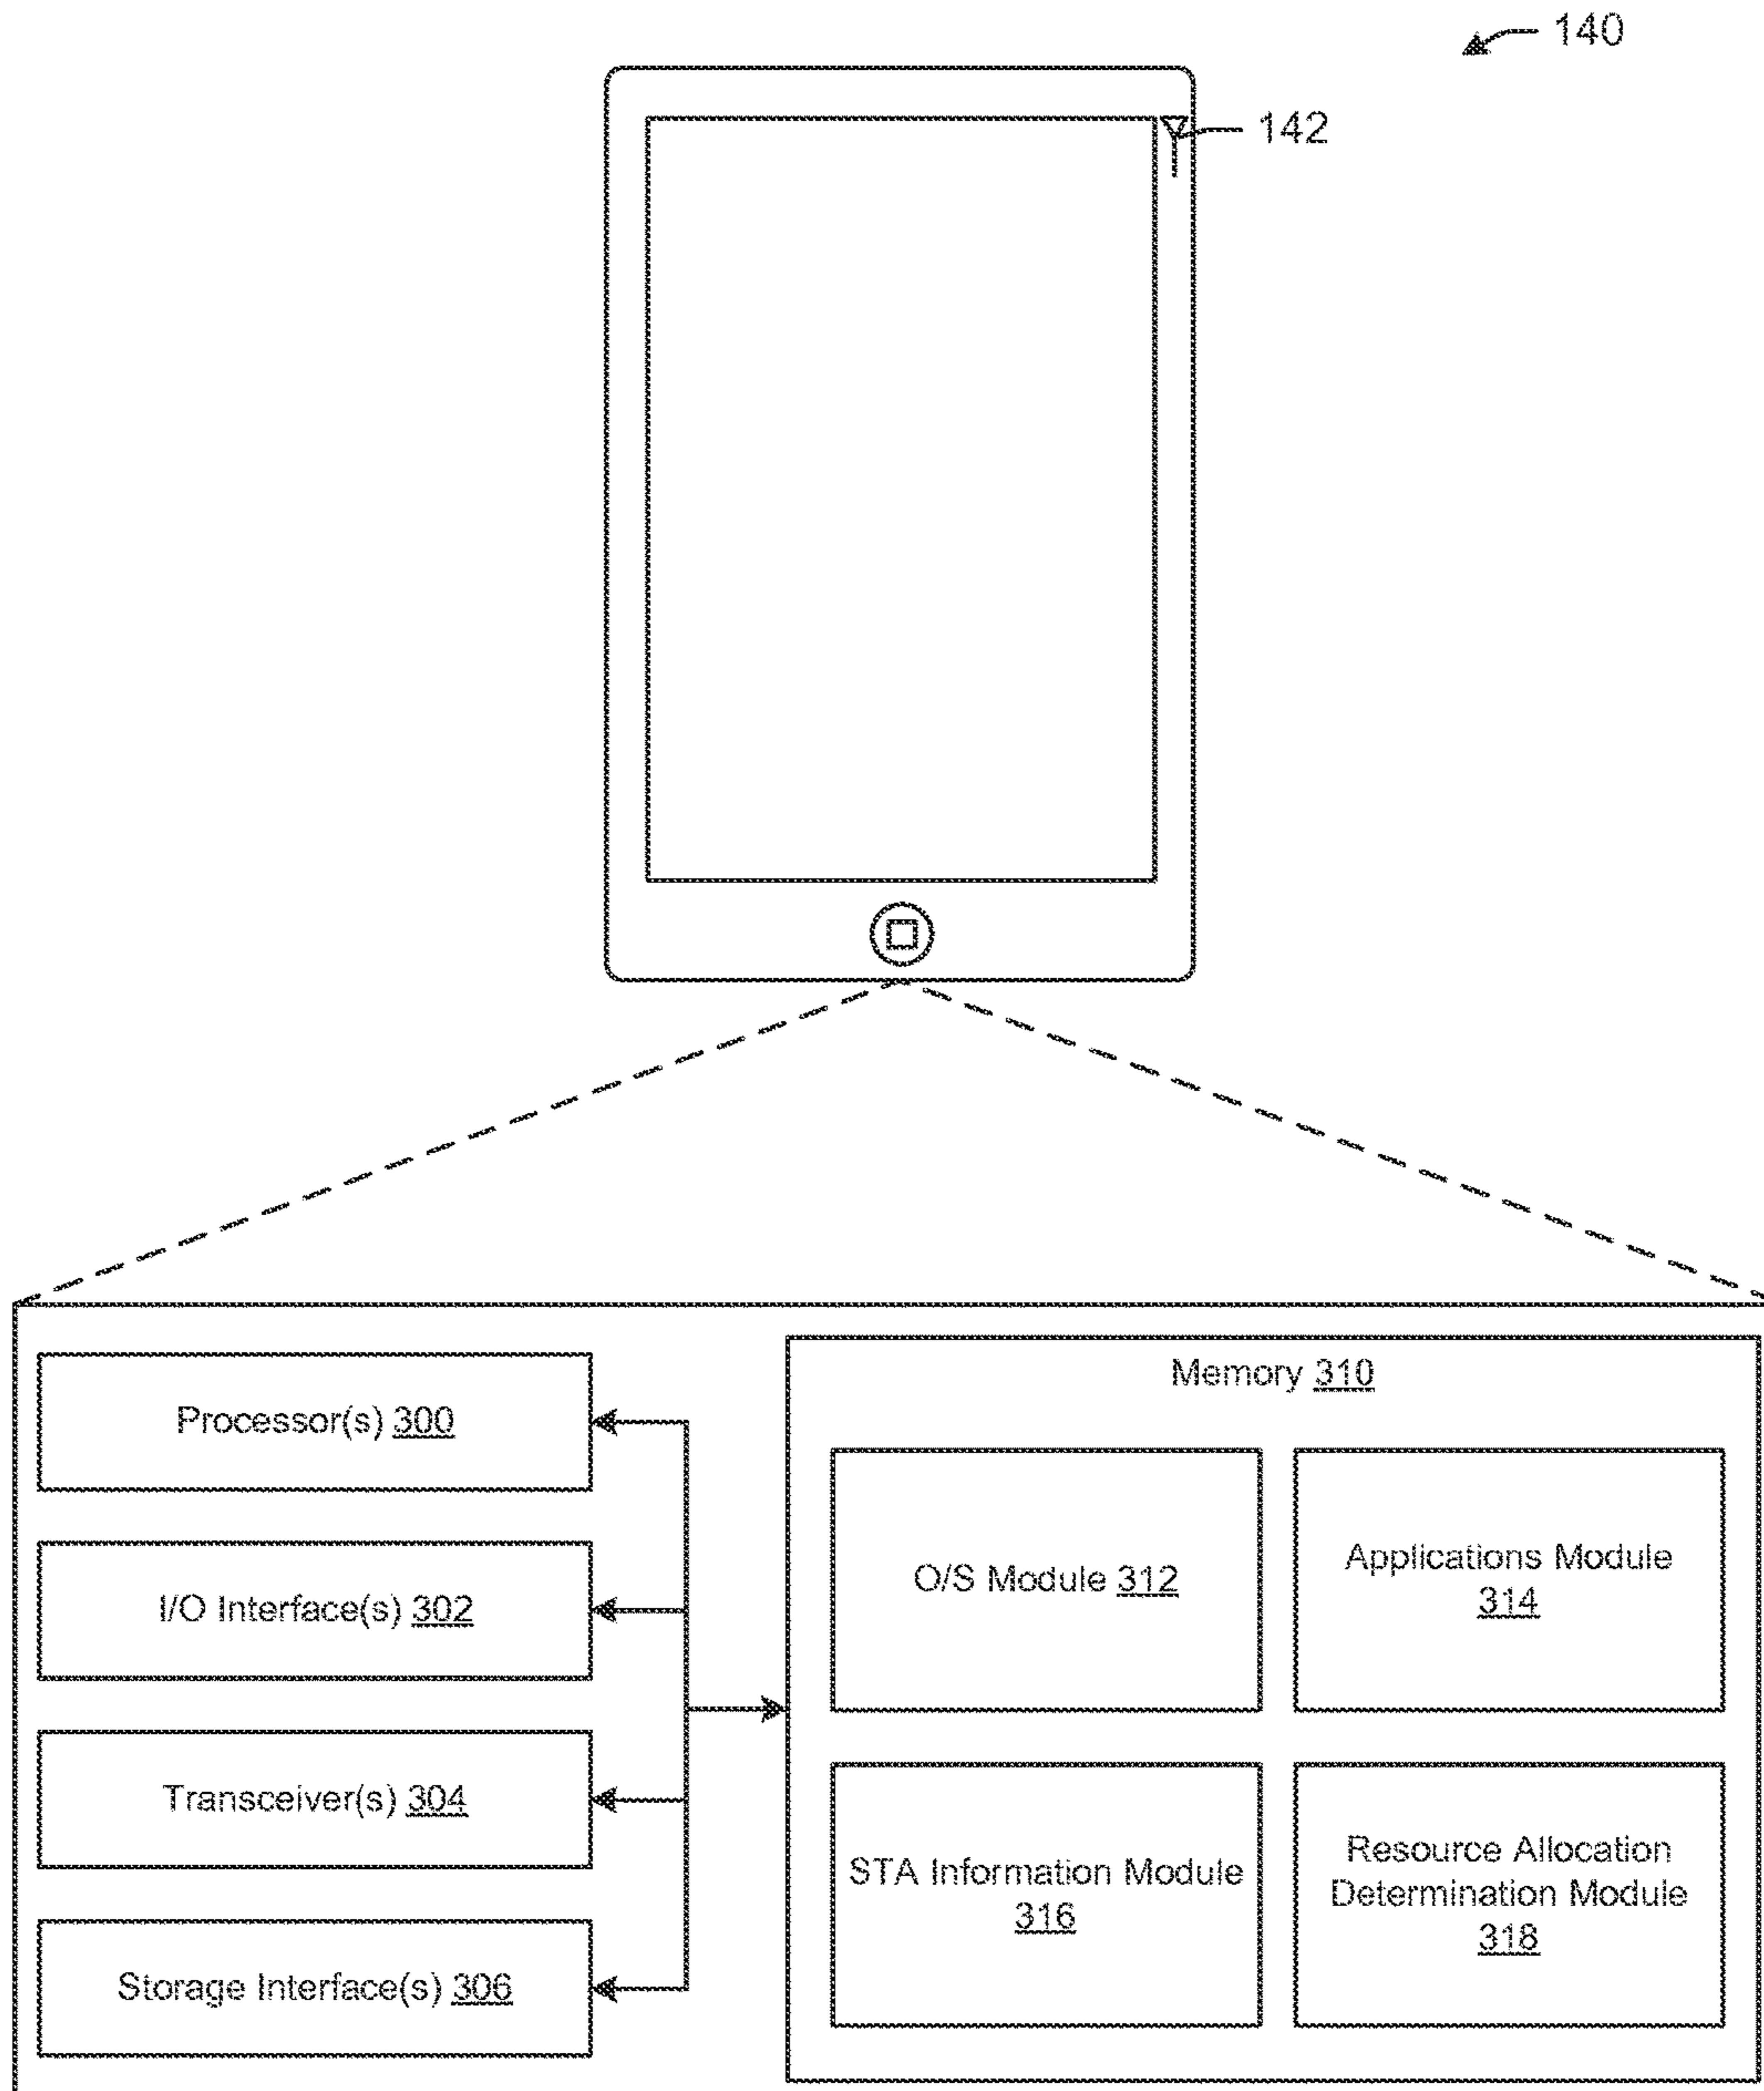 140
142
Processor(s) 300
I/O Interface(s) 302
Transceiver(s) 304
Storage Interface(s) 306
Memory 310
O/S Module 312
Applications Module
314
STA Information Module
316
Resource Allocation
Determination Module
318